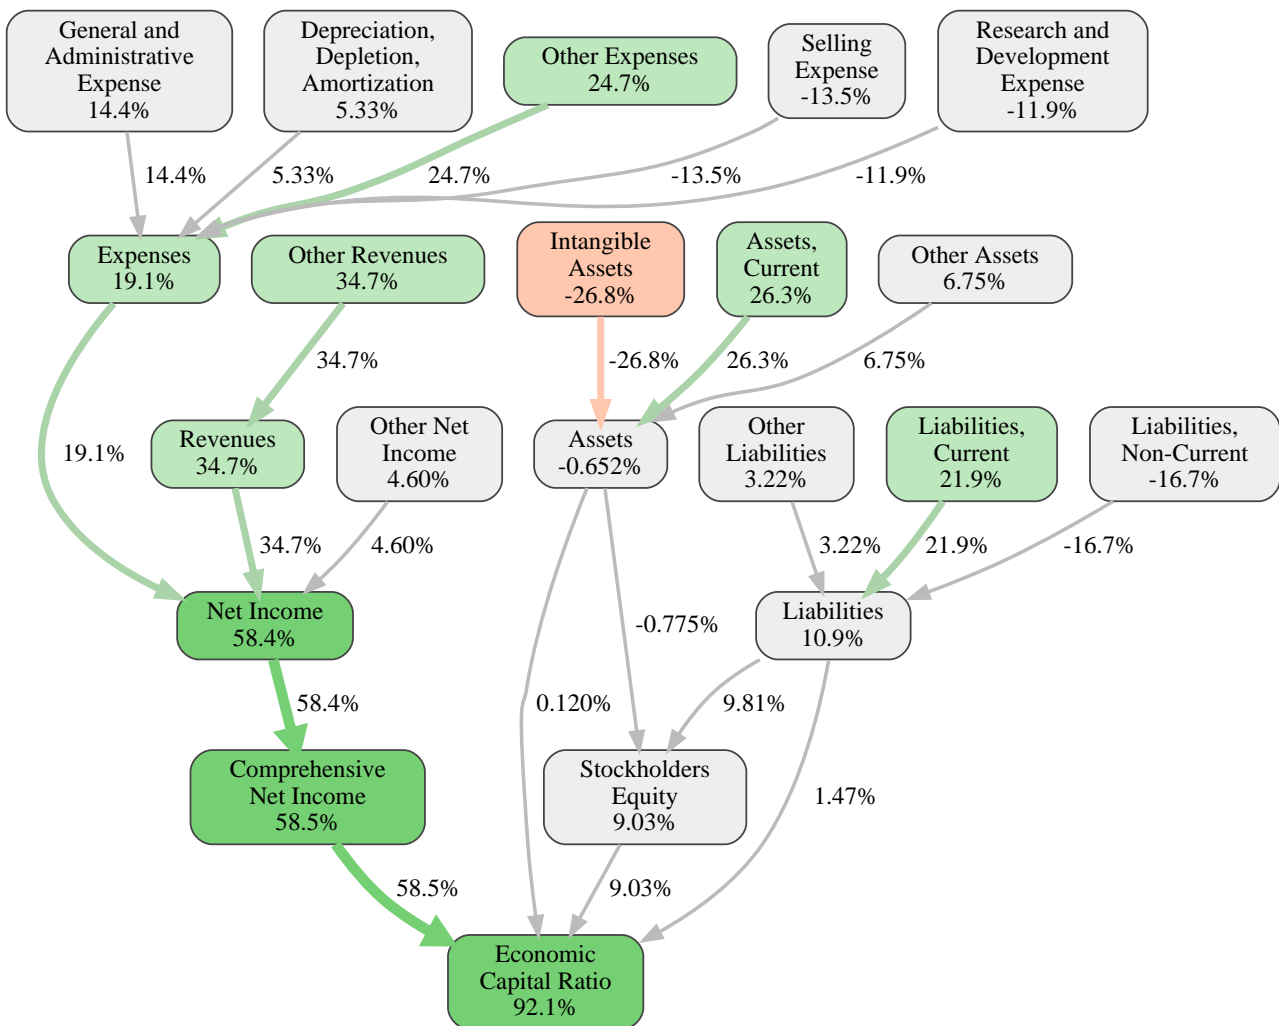 General and
Administrative
Expense
14.4%
Depreciation,
Depletion,
Amortization
5.33%
Other Expenses
24.7%
Selling
Expense
-13.5%
Research and
Development
Expense
-11.9%
14.4%
5.33%
24.7%
-13.5%
-11.9%
Expenses
19.1%
Other Revenues
34.7%
Intangible
Assets
-26.8%
Assets,
Current
26.3%
Other Assets
6.75%
34.7%
-26.8%
26.3%
6.75%
19.1%
Revenues
34.7%
Other Net
Income
4.60%
Assets
-0.652%
Other
Liabilities
3.22%
Liabilities,
Current
21.9%
Liabilities,
Non-Current
-16.7%
34.7%
4.60%
3.22%
21.9%
-16.7%
Net Income
58.4%
-0.775%
Liabilities
10.9%
58.4%
0.120%
9.81%
Comprehensive
Net Income
58.5%
Stockholders
Equity
9.03%
1.47%
58.5%
9.03%
Economic
Capital Ratio
92.1%